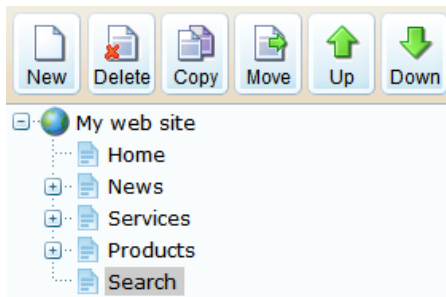 New Delete Copy Move Up Down
My web site
Home
News
Services
Products
Search